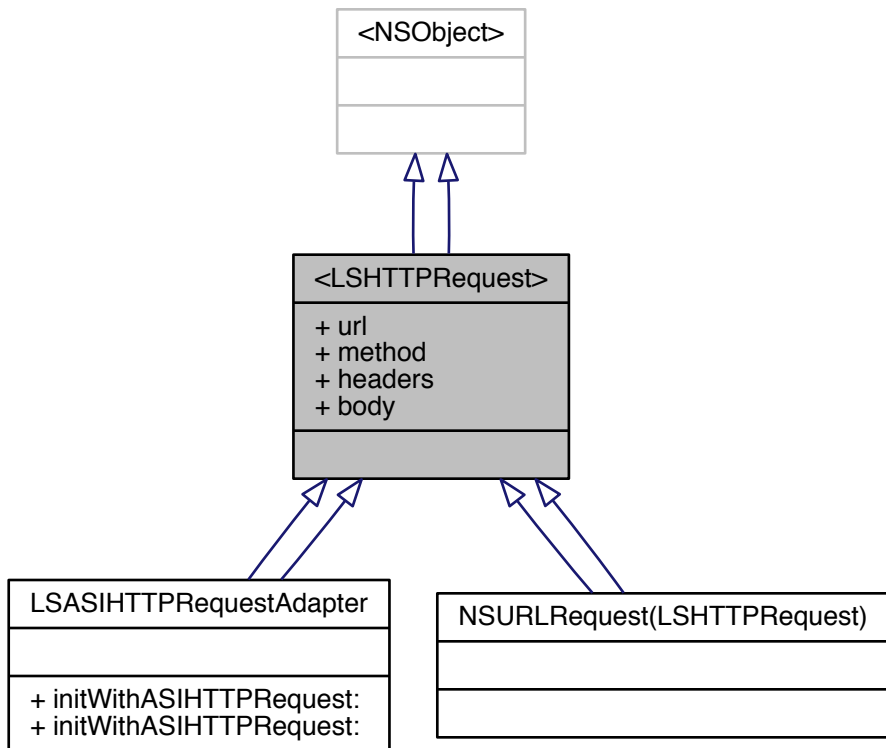 <NSObject>
<LSHTTPRequest>
+ url
+ method
+ headers
+ body
LSASIHTTPRequestAdapter
+ initWithASIHTTPRequest:
+ initWithASIHTTPRequest:
NSURLRequest(LSHTTPRequest)